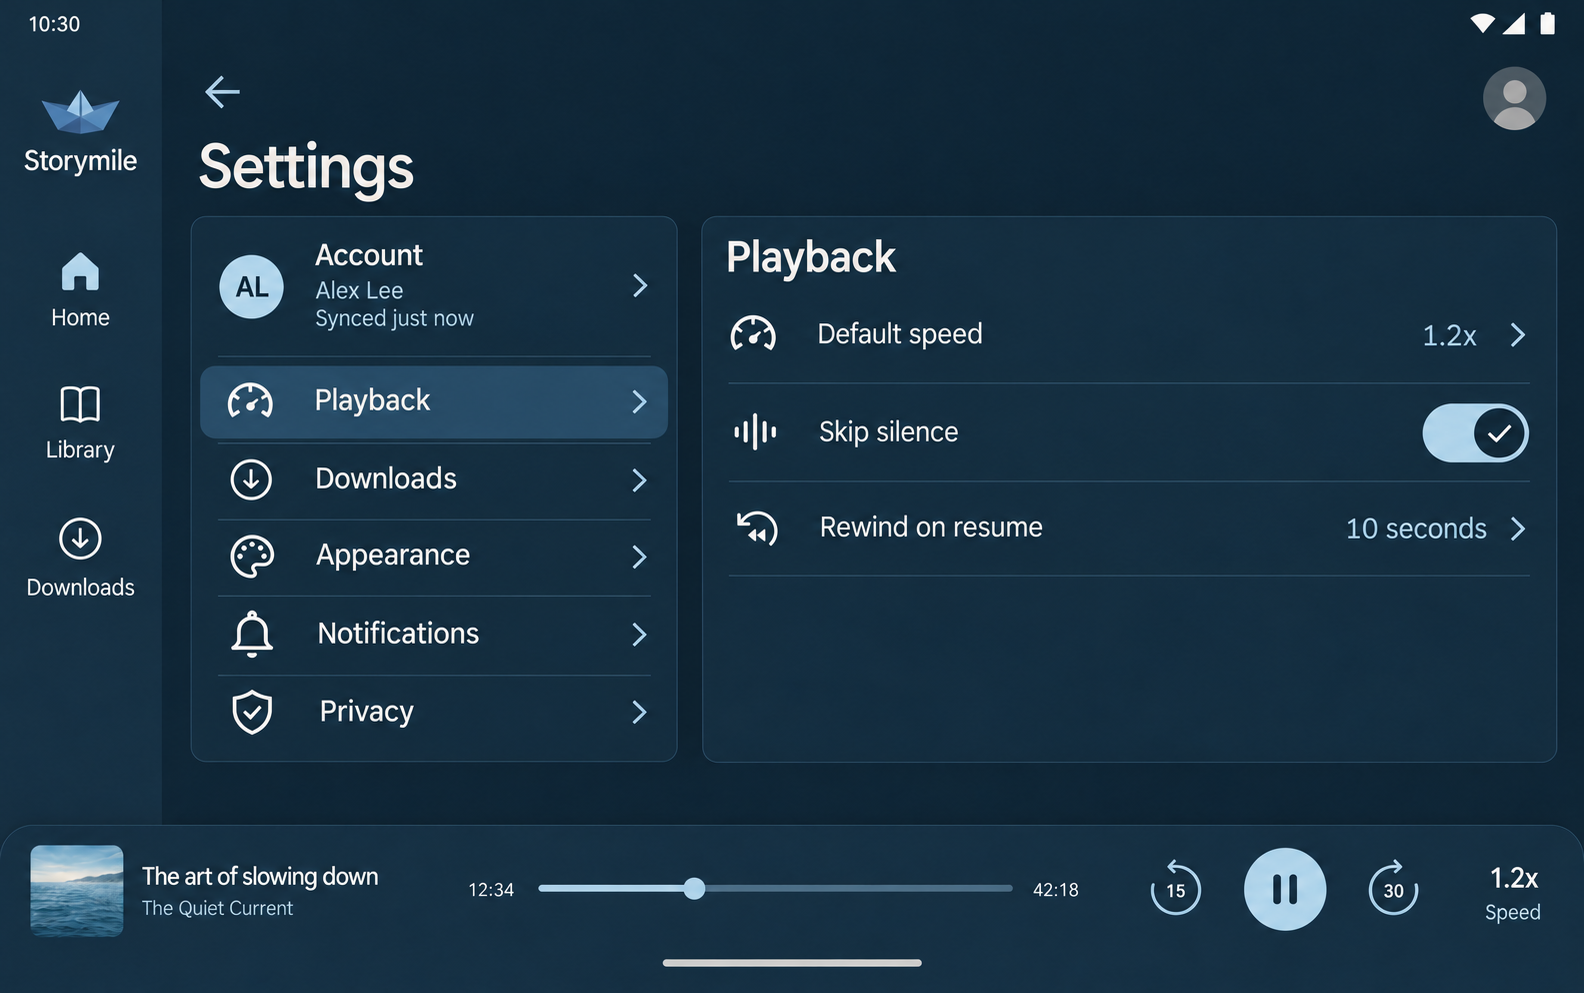 10:30
Storymile
Home
Library
Downloads
Settings
AL
Account
Alex Lee
Synced just now
Playback
Downloads
Appearance
Notifications
Privacy
Playback
Default speed
1.2x
Skip silence
Rewind on resume
10 seconds
The art of slowing down
The Quiet Current
12:34
42:18
15
30
1.2x
Speed